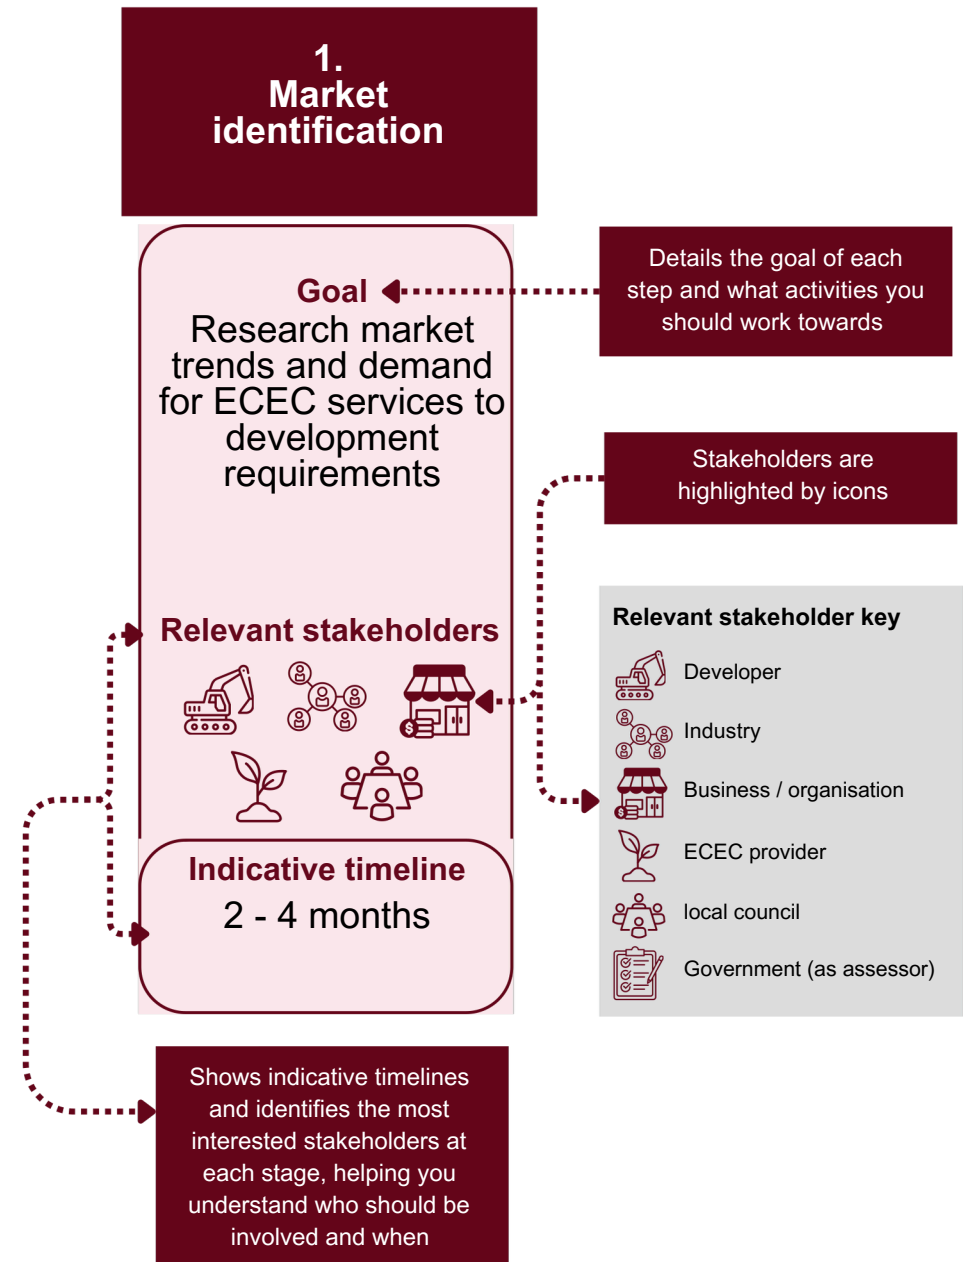 1.
Market
identification
Goal
Research market
trends and demand
for ECEC services to
development
requirements
Details the goal of each
step and what activities you
should work towards
Stakeholders are
highlighted by icons
Relevant stakeholders
Relevant stakeholder key
Developer
Industry
Business / organisation
ECEC provider
local council
Government (as assessor)
Indicative timeline
2 - 4 months
Shows indicative timelines
and identifies the most
interested stakeholders at
each stage, helping you
understand who should be
involved and when